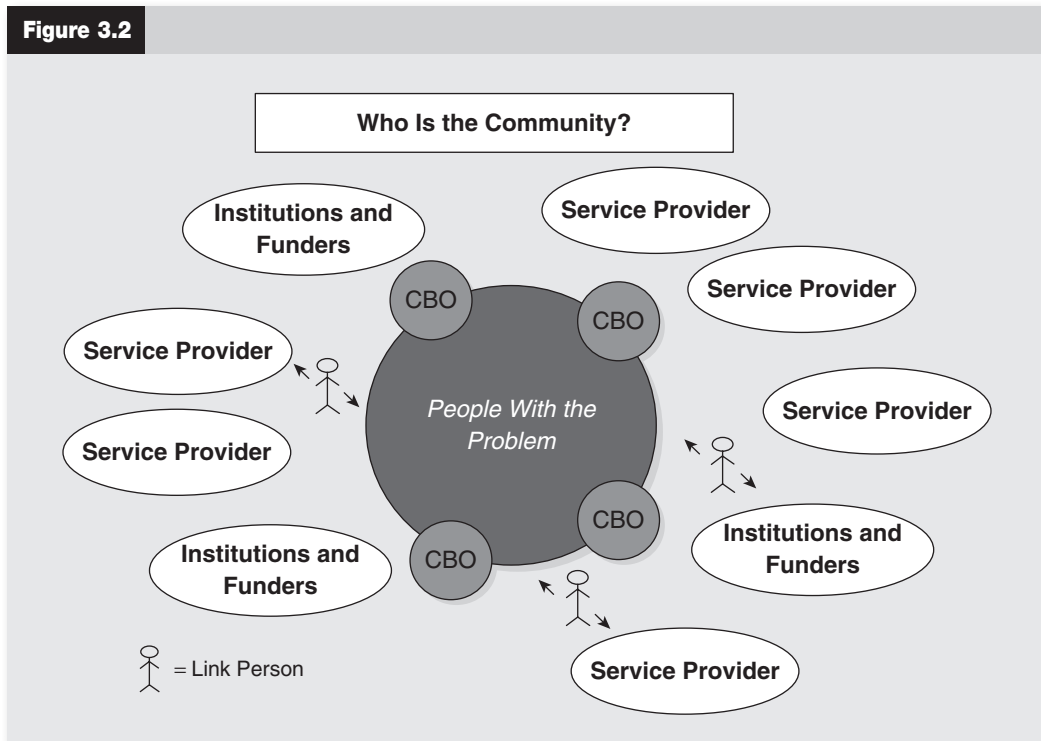 Figure 3.2
Who Is the Community?
Institutions and
Funders
Service Provider
Service Provider
CBO
CBO
Service Provider
People With the
Problem
Service Provider
Service Provider
CBO
CBO
Institutions and
Funders
Institutions and
Funders
Service Provider
= Link Person